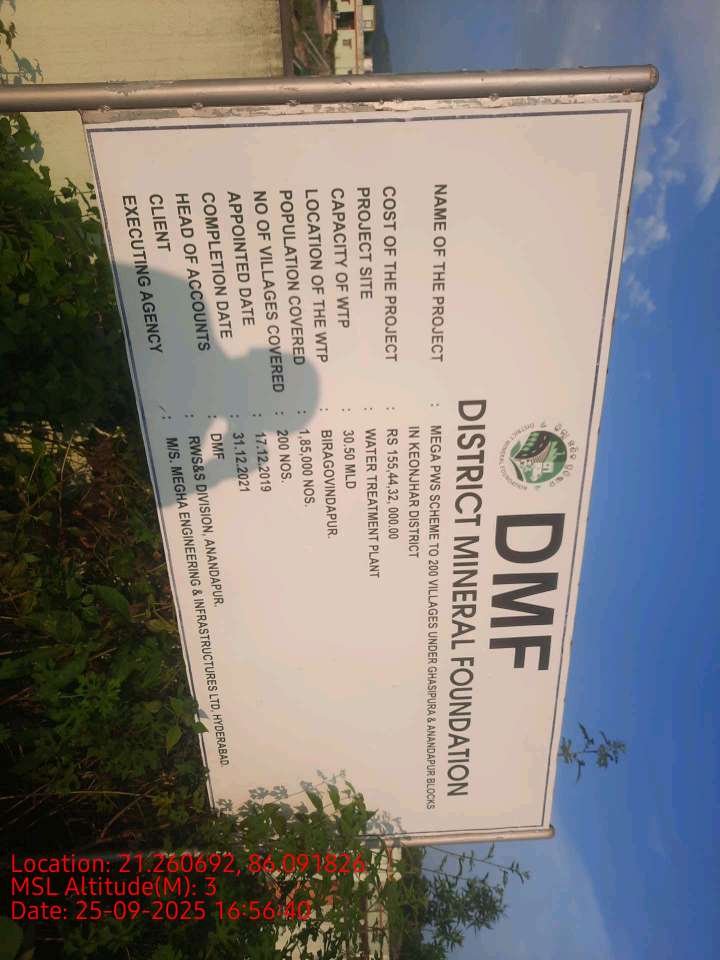 DISTRICT MINERAL FOUNDATION
DMF
DISTRICT MINERAL FOUNDATION
NAME OF THE PROJECT : MEGA PWS SCHEME TO 200 VILLAGES UNDER GHASIPURA & ANANDAPUR BLOCKS
IN KEONJHAR DISTRICT
COST OF THE PROJECT : RS 155,44,32, 000.00
PROJECT SITE : WATER TREATMENT PLANT
CAPACITY OF WTP : 30.50 MLD
LOCATION OF THE WTP : BIRAGOVINDAPUR.
POPULATION COVERED : 1,85,000 NOS.
NO OF VILLAGES COVERED : 200 NOS.
APPOINTED DATE : 17.12.2019
COMPLETION DATE : 31.12.2021
HEAD OF ACCOUNTS : DMF
CLIENT : RWS&S DIVISION, ANANDAPUR.
EXECUTING AGENCY : M/S. MEGHA ENGINEERING & INFRASTRUCTURES LTD, HYDERABAD.
Location: 21.260692, 86.091826
MSL Altitude(M): 3
Date: 25-09-2025 16:56:40